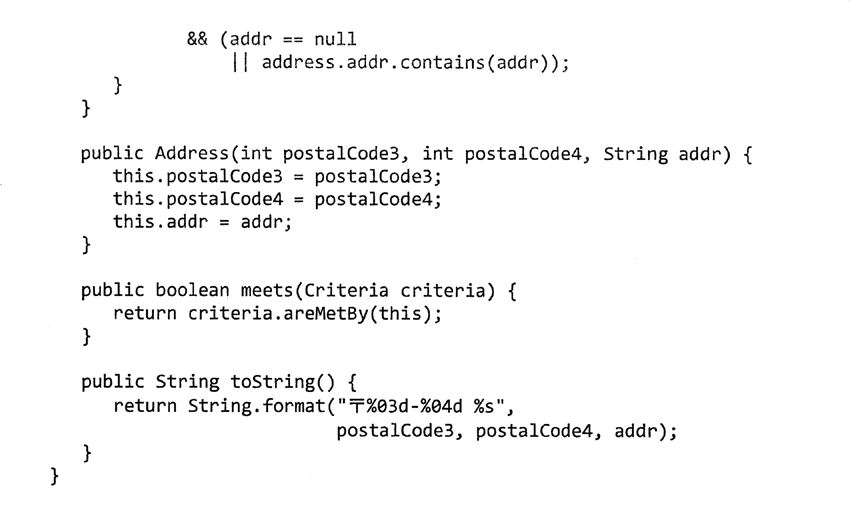 && (addr == null
|| address.addr.contains(addr));
}
}
public Address(int postalCode3, int postalCode4, String addr) {
this.postalCode3 = postalCode3;
this.postalCode4 = postalCode4;
this.addr = addr;
}
public boolean meets(Criteria criteria) {
return criteria.areMetBy(this);
}
public String toString() {
return String.format("〒%03d-%04d %s",
postalCode3, postalCode4, addr);
}
}